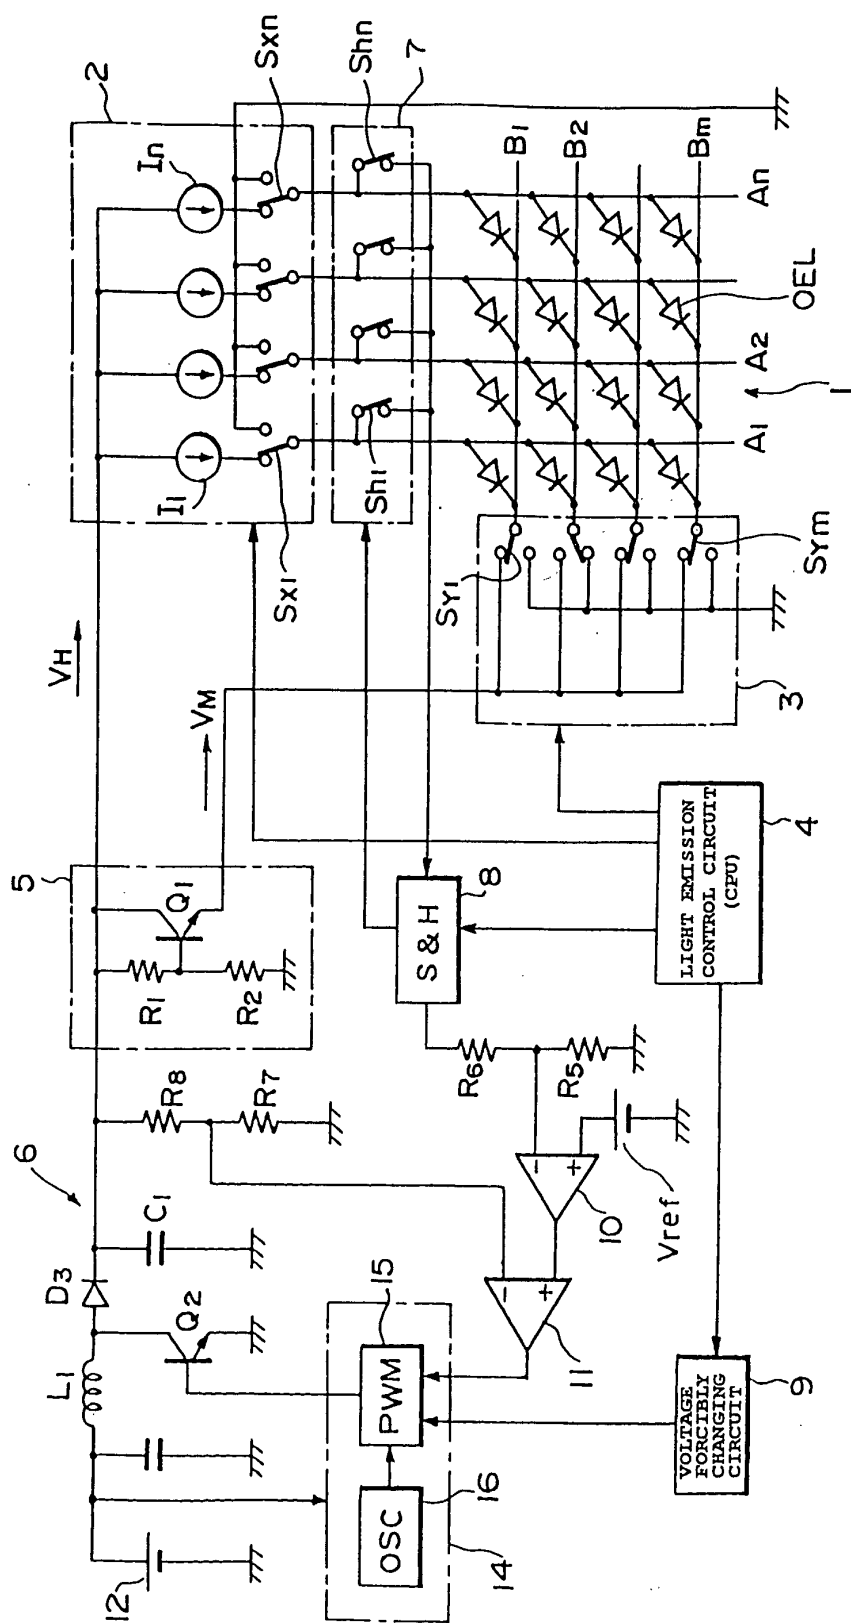 6
5
VH
2
L1
D3
C1
R8
R7
R1
R2
Q1
VM
I1
In
Sx1
Sxn
12
Q2
7
Sh1
Shn
14
OSC
16
PWM
15
11
10
Vref
R6
R5
S & H
8
SY1
SYm
3
B1
B2
Bm
A1
A2
An
OEL
1
9
VOLTAGE
FORCIBLY
CHANGING
CIRCUIT
LIGHT EMISSION
CONTROL CIRCUIT
(CPU)
4
-
+
-
+